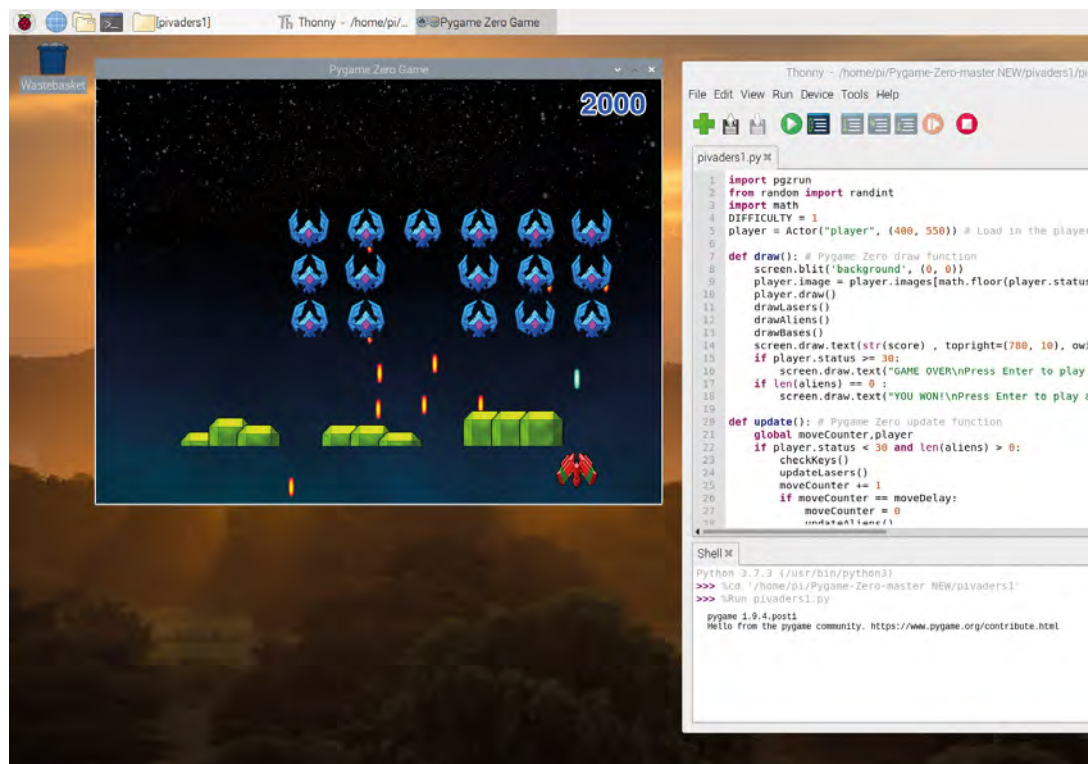 [pivaders1]
Thonny - /home/pi/...
Pygame Zero Game
Wastebasket
Pygame Zero Game
2000
Thonny - /home/pi/Pygame-Zero-master NEW/pivaders1/pi
File Edit View Run Device Tools Help
pivaders1.py
1 import pgzrun
2 from random import randint
3 import math
4 DIFFICULTY = 1
5 player = Actor("player", (400, 550)) # Load in the player
6
7 def draw(): # Pygame Zero draw function
8 screen.blit('background', (0, 0))
9 player.image = player.images[math.floor(player.status
10 player.draw()
11 drawLasers()
12 drawAliens()
13 drawBases()
14 screen.draw.text(str(score) , topright=(780, 10), owi
15 if player.status >= 30:
16 screen.draw.text("GAME OVER\nPress Enter to play
17 if len(aliens) == 0 :
18 screen.draw.text("YOU WON!\nPress Enter to play a
19
20 def update(): # Pygame Zero update function
21 global moveCounter,player
22 if player.status < 30 and len(aliens) > 0:
23 checkKeys()
24 updateLasers()
25 moveCounter += 1
26 if moveCounter == moveDelay:
27 moveCounter = 0
28 updateAliens()
Shell
Python 3.7.3 (/usr/bin/python3)
>>> %cd '/home/pi/Pygame-Zero-master NEW/pivaders1'
>>> %Run pivaders1.py
pygame 1.9.4.post1
Hello from the pygame community. https://www.pygame.org/contribute.html